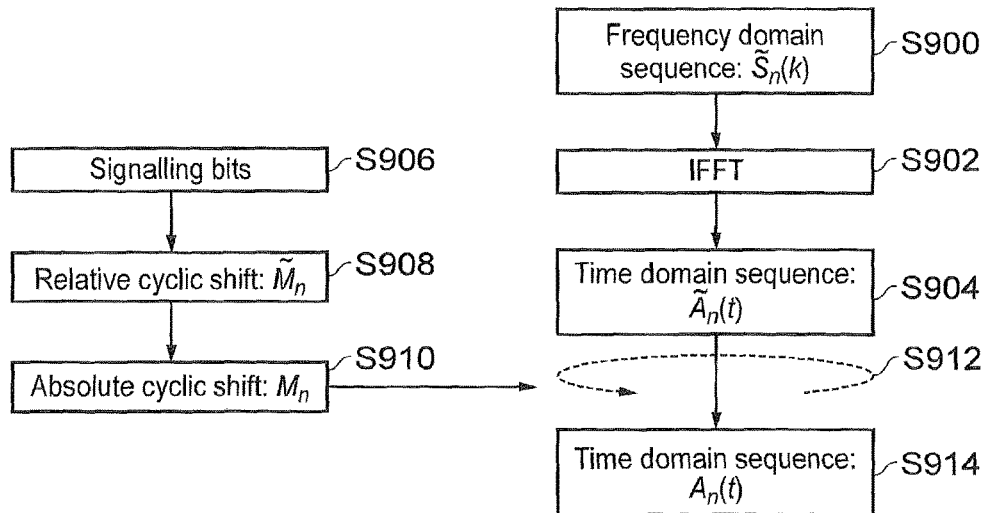 Frequency domain
sequence: S̃ₙ(k)
S900
Signalling bits
S906
IFFT
S902
Relative cyclic shift: M̃ₙ
S908
Time domain sequence:
Ãₙ(t)
S904
Absolute cyclic shift: Mₙ
S910
S912
Time domain sequence:
Aₙ(t)
S914